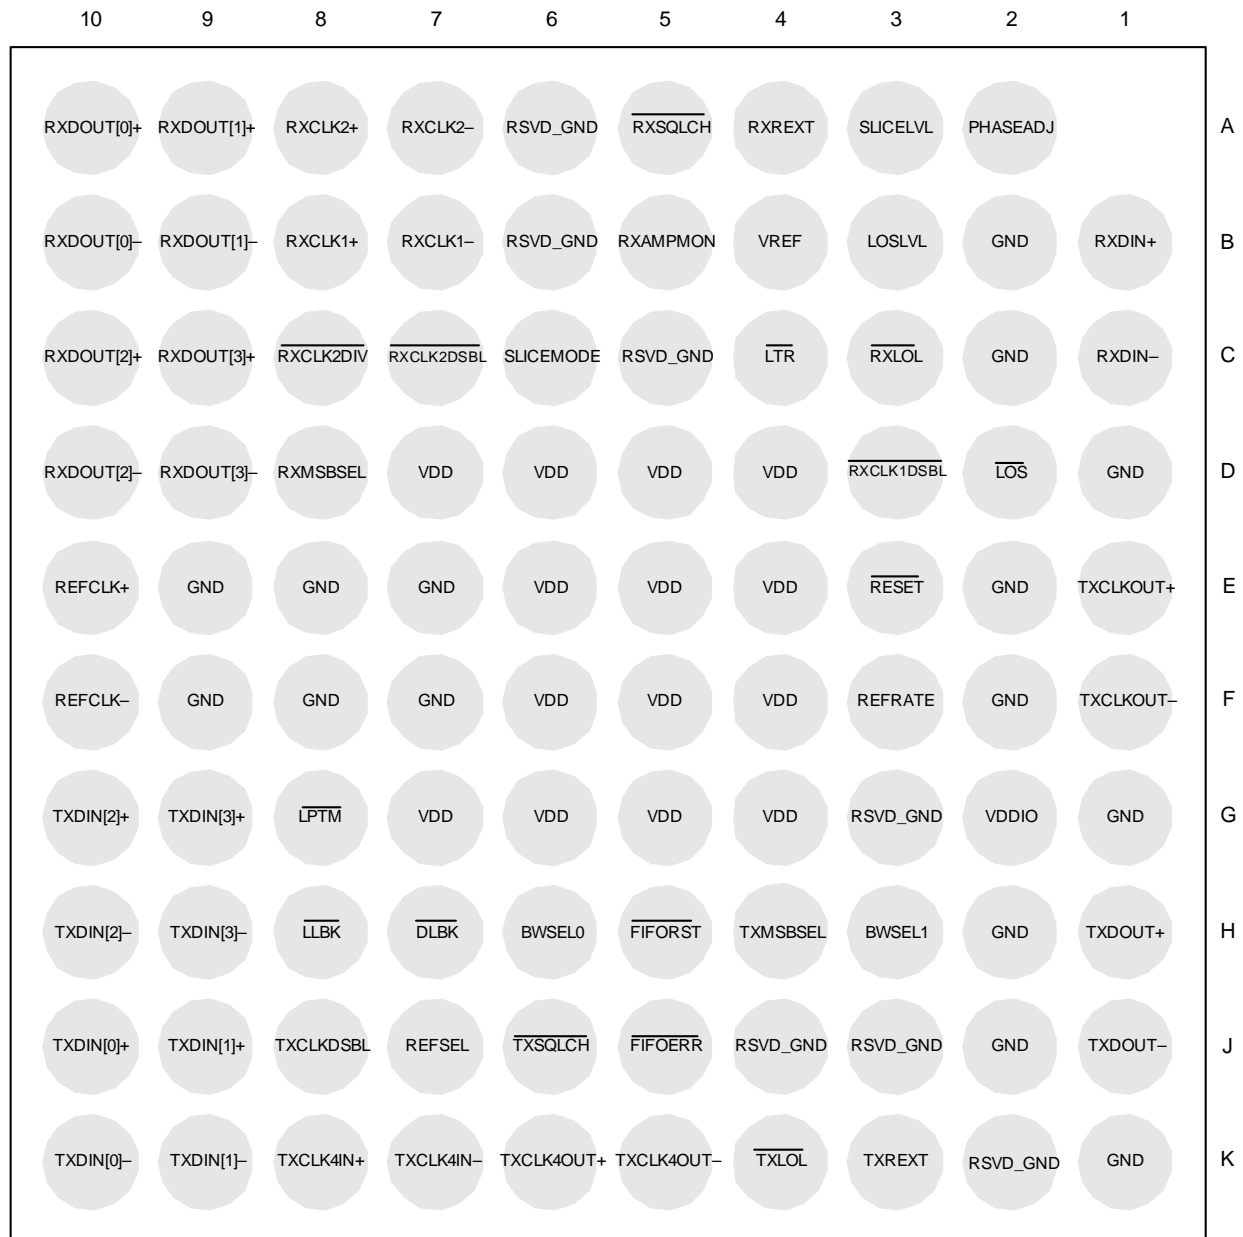 10 9 8 7 6 5 4 3 2 1
RXDOUT[0]+ RXDOUT[1]+ RXCLK2+ RXCLK2– RSVD_GND RXSQLCH RXREXT SLICELVL PHASEADJ A
RXDOUT[0]– RXDOUT[1]– RXCLK1+ RXCLK1– RSVD_GND RXAMPMON VREF LOSLVL GND RXDIN+ B
RXDOUT[2]+ RXDOUT[3]+ RXCLK2DIV RXCLK2DSBL SLICEMODE RSVD_GND LTR RXLOL GND RXDIN– C
RXDOUT[2]– RXDOUT[3]– RXMSBSEL VDD VDD VDD VDD RXCLK1DSBL LOS GND D
REFCLK+ GND GND GND VDD VDD VDD RESET GND TXCLKOUT+ E
REFCLK– GND GND GND VDD VDD VDD REFRATE GND TXCLKOUT– F
TXDIN[2]+ TXDIN[3]+ LPTM VDD VDD VDD VDD RSVD_GND VDDIO GND G
TXDIN[2]– TXDIN[3]– LLBK DLBK BWSEL0 FIFORST TXMSBSEL BWSEL1 GND TXDOUT+ H
TXDIN[0]+ TXDIN[1]+ TXCLKDSBL REFSEL TXSQLCH FIFOERR RSVD_GND RSVD_GND GND TXDOUT– J
TXDIN[0]– TXDIN[1]– TXCLK4IN+ TXCLK4IN– TXCLK4OUT+ TXCLK4OUT– TXLOL TXREXT RSVD_GND GND K